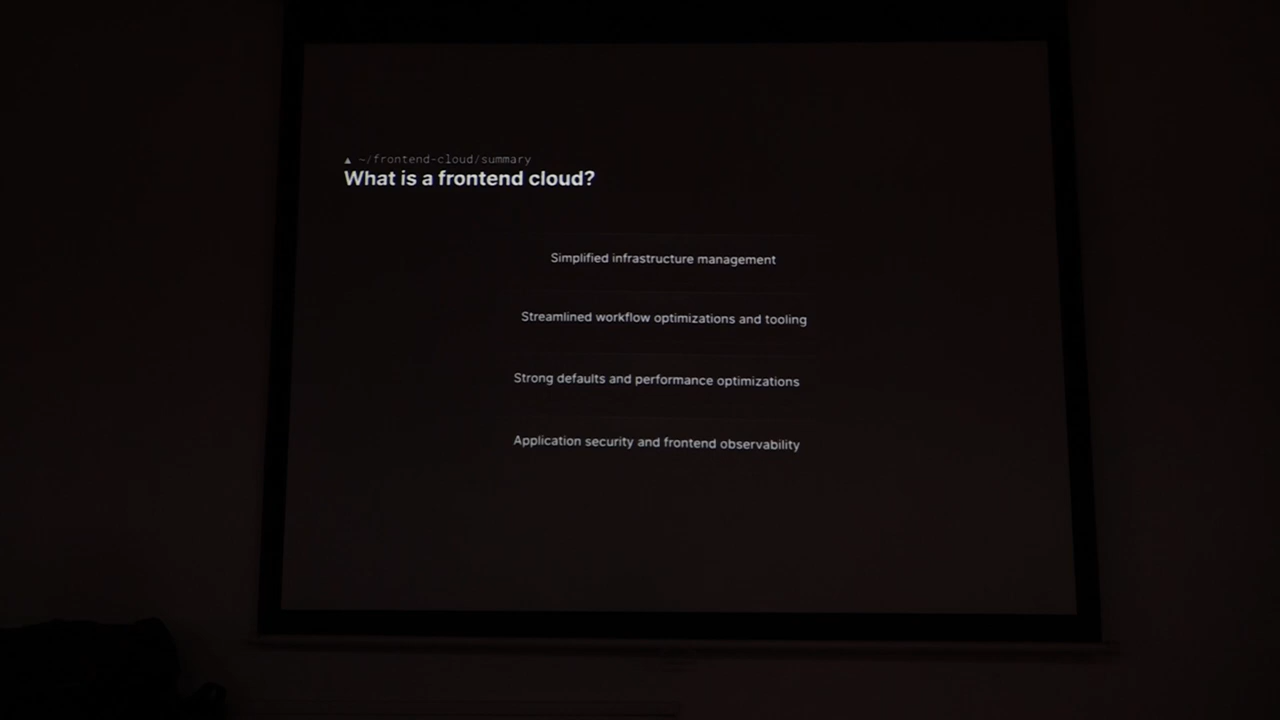 ▲ ~/frontend-cloud/summary
What is a frontend cloud?
Simplified infrastructure management
Streamlined workflow optimizations and tooling
Strong defaults and performance optimizations
Application security and frontend observability